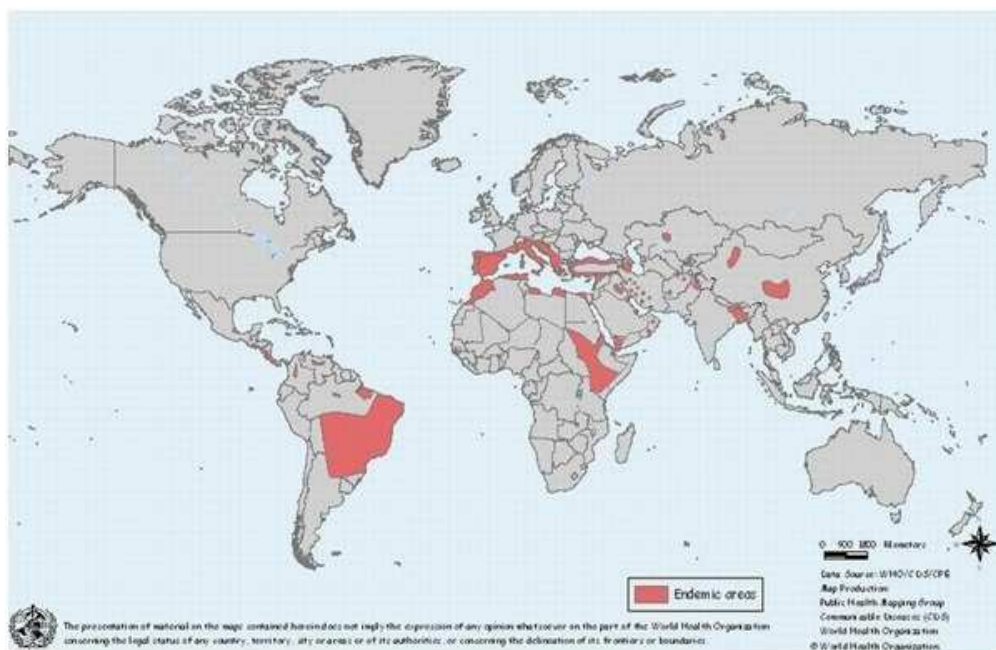 0 900 1,800 Kilometers
Data Source: WHO/CDS/CPE
Map Production
Public Health Mapping Group
Communicable Diseases (CDS)
World Health Organization
© World Health Organization
Endemic areas
The presentation of material on the maps contained herein does not imply the expression of any opinion whatsoever on the part of the World Health Organization
concerning the legal status of any country, territory, city or areas or of its authorities, or concerning the delineation of its frontiers or boundaries.